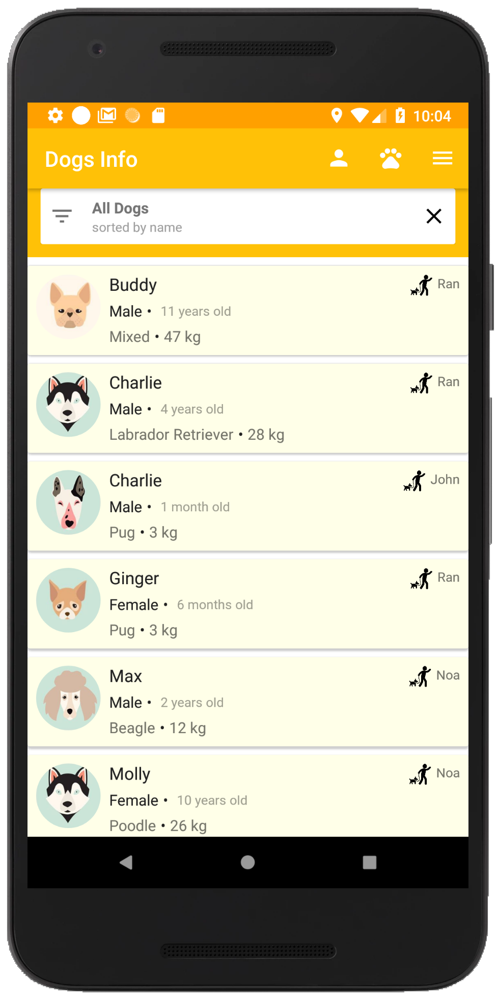 10:04
Dogs Info
All Dogs
sorted by name
Buddy
Ran
Male • 11 years old
Mixed • 47 kg
Charlie
Ran
Male • 4 years old
Labrador Retriever • 28 kg
Charlie
John
Male • 1 month old
Pug • 3 kg
Ginger
Ran
Female • 6 months old
Pug • 3 kg
Max
Noa
Male • 2 years old
Beagle • 12 kg
Molly
Noa
Female • 10 years old
Poodle • 26 kg